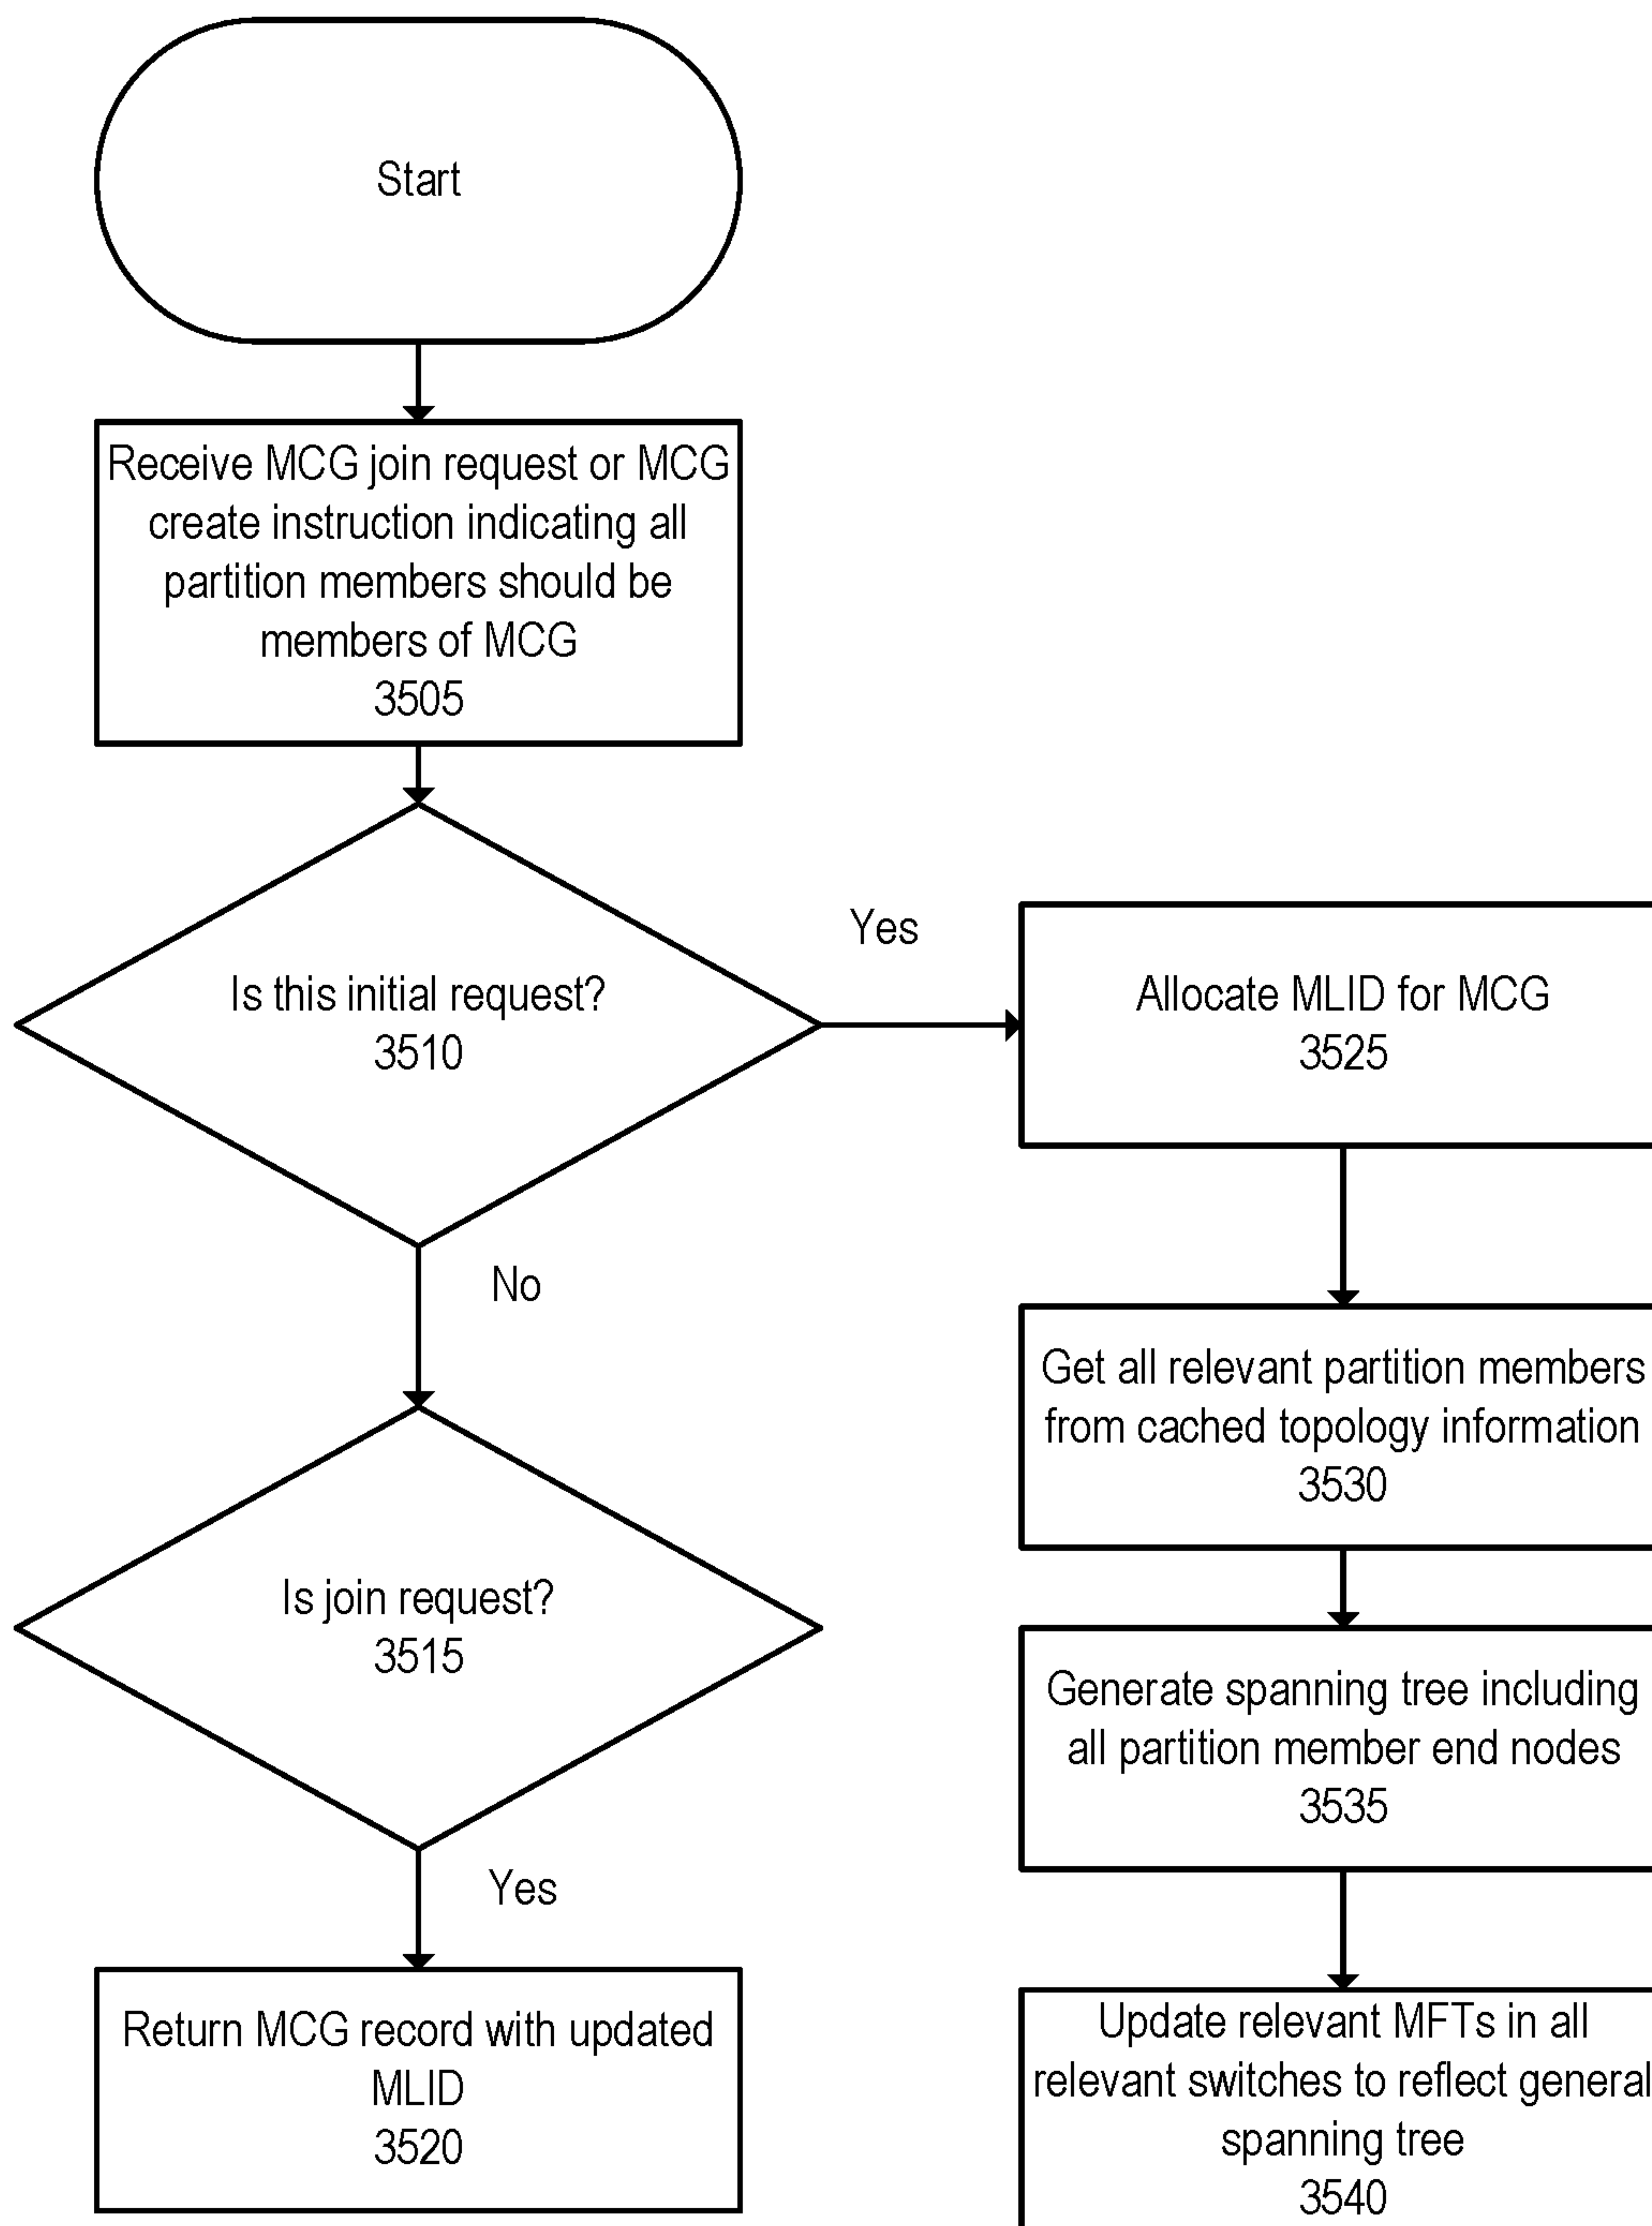 Start
Receive MCG join request or MCG
create instruction indicating all
partition members should be
members of MCG
3505
Is this initial request?
3510
Yes
No
Is join request?
3515
Yes
Return MCG record with updated
MLID
3520
Allocate MLID for MCG
3525
Get all relevant partition members
from cached topology information
3530
Generate spanning tree including
all partition member end nodes
3535
Update relevant MFTs in all
relevant switches to reflect general
spanning tree
3540